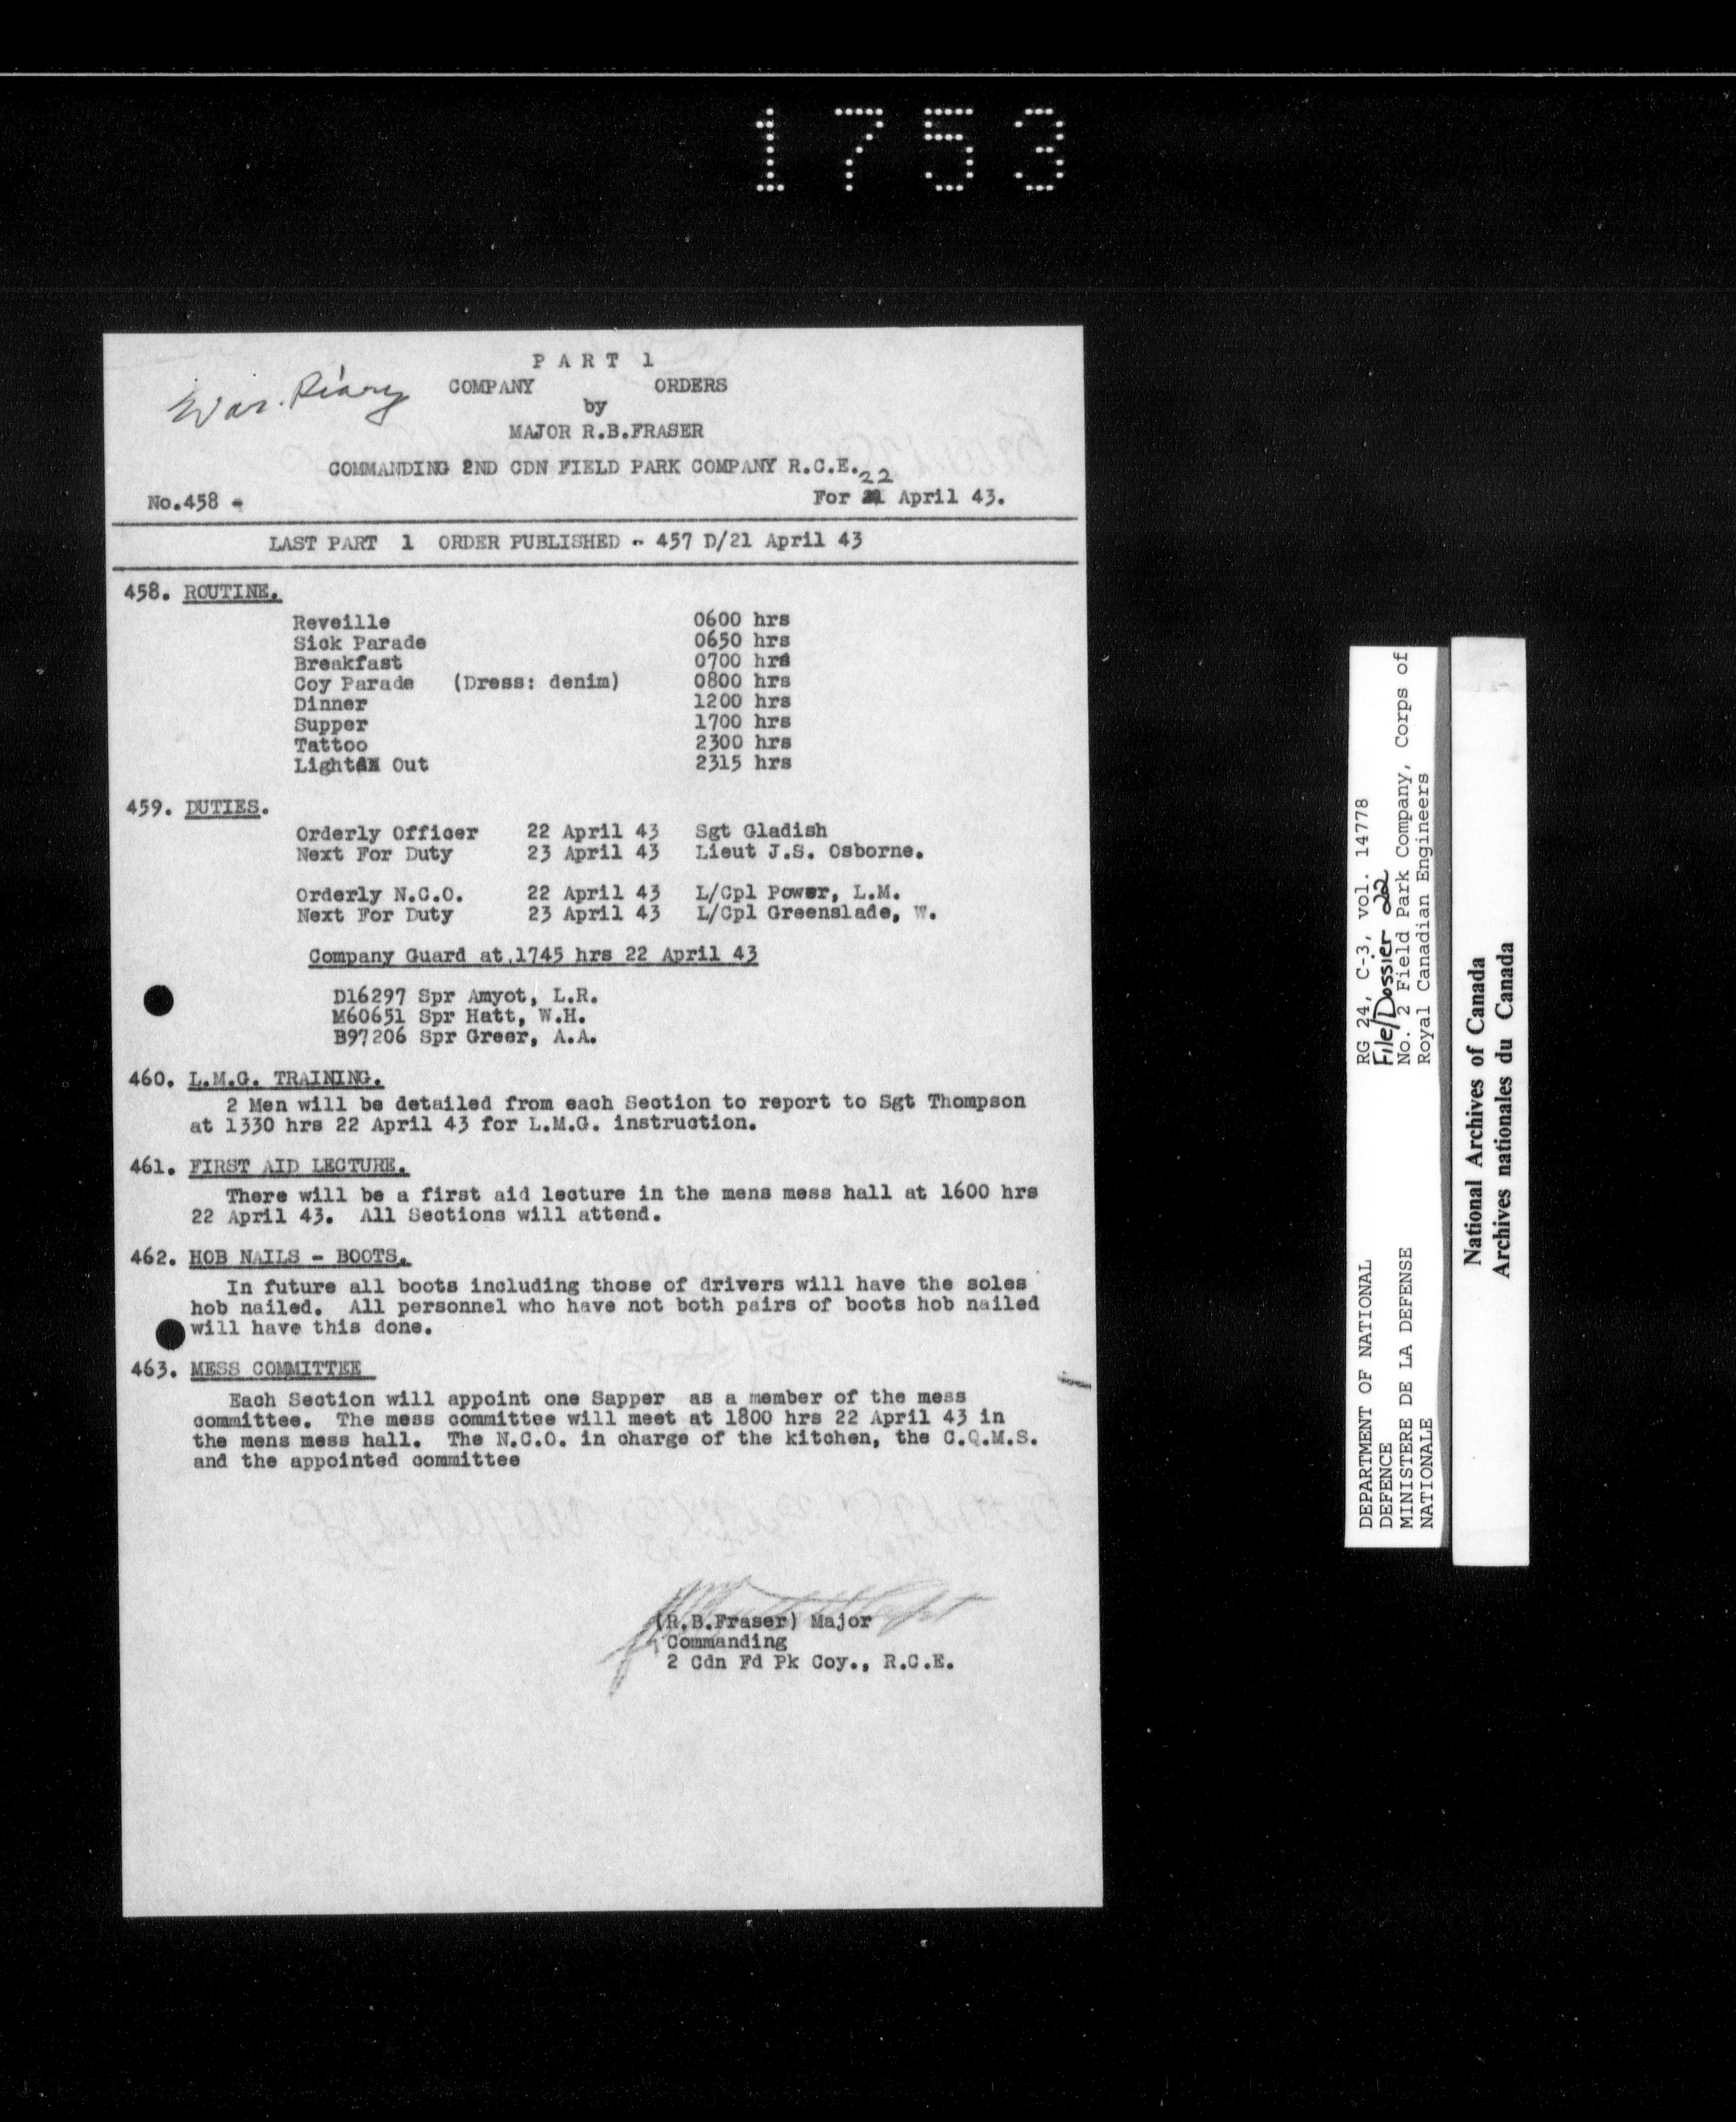 1753
PART 1
War Diary
COMPANY ORDERS
by
MAJOR R.B.FRASER
COMMANDING 2ND CDN FIELD PARK COMPANY R.C.E.
22
No.458 - For 21 April 43.
LAST PART 1 ORDER PUBLISHED - 457 D/21 April 43
458. ROUTINE.
Reveille 0600 hrs
Sick Parade 0650 hrs
Breakfast 0700 hrs
Coy Parade (Dress: denim) 0800 hrs
Dinner 1200 hrs
Supper 1700 hrs
Tattoo 2300 hrs
Lights Out 2315 hrs
459. DUTIES.
Orderly Officer 22 April 43 Sgt Gladish
Next For Duty 23 April 43 Lieut J.S. Osborne.
Orderly N.C.O. 22 April 43 L/Cpl Power, L.M.
Next For Duty 23 April 43 L/Cpl Greenslade, W.
Company Guard at 1745 hrs 22 April 43
D16297 Spr Amyot, L.R.
M60651 Spr Hatt, W.H.
B97206 Spr Greer, A.A.
460. L.M.G. TRAINING.
2 Men will be detailed from each Section to report to Sgt Thompson
at 1330 hrs 22 April 43 for L.M.G. instruction.
461. FIRST AID LECTURE.
There will be a first aid lecture in the mens mess hall at 1600 hrs
22 April 43. All Sections will attend.
462. HOB NAILS - BOOTS.
In future all boots including those of drivers will have the soles
hob nailed. All personnel who have not both pairs of boots hob nailed
will have this done.
463. MESS COMMITTEE
Each Section will appoint one Sapper as a member of the mess
committee. The mess committee will meet at 1800 hrs 22 April 43 in
the mens mess hall. The N.C.O. in charge of the kitchen, the C.Q.M.S.
and the appointed committee
(R.B.Fraser) Major
Commanding
2 Cdn Fd Pk Coy., R.C.E.
DEPARTMENT OF NATIONAL
DEFENCE
MINISTERE DE LA DEFENSE
NATIONALE
RG 24, C-3, vol. 14778
File/Dossier 22
No. 2 Field Park Company, Corps of
Royal Canadian Engineers
National Archives of Canada
Archives nationales du Canada